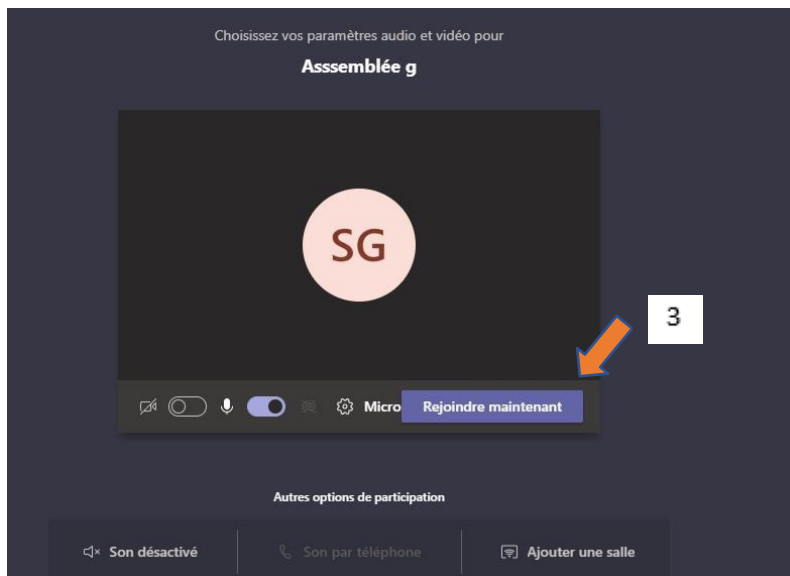 Choisissez vos paramètres audio et vidéo pour
Asssemblée g
SG
3
Micro Rejoindre maintenant
Autres options de participation
Son désactivé Son par téléphone Ajouter une salle